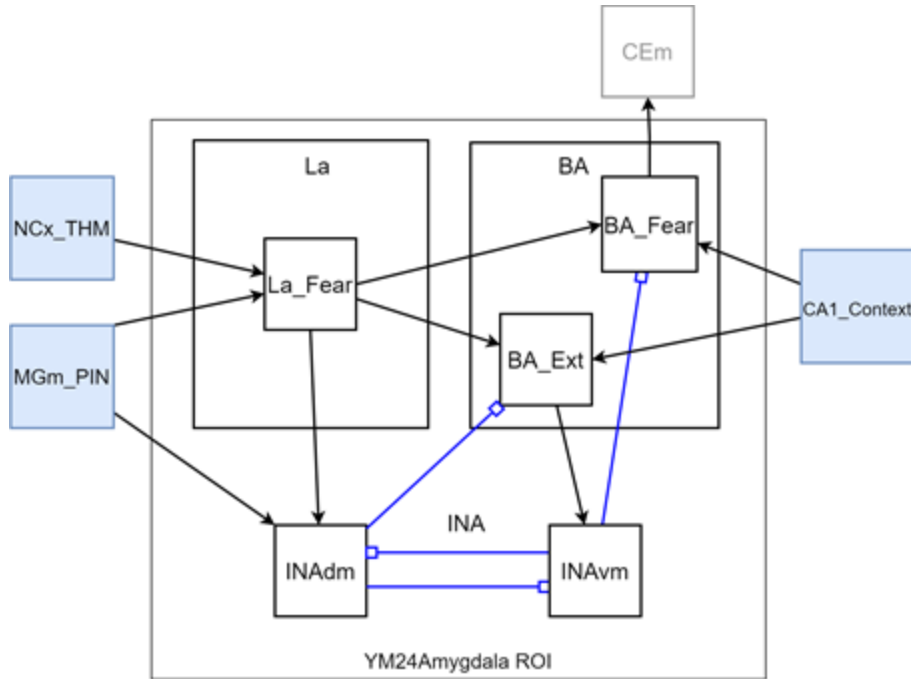 CEm
La
BA
NCx_THM
BA_Fear
La_Fear
CA1_Context
MGm_PIN
BA_Ext
INA
INAdm
INAvm
YM24Amygdala ROI